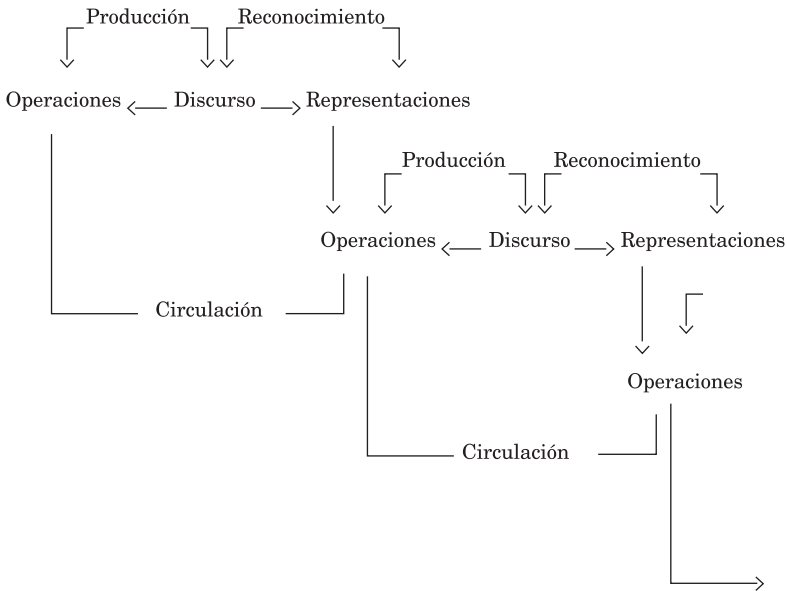 Producción Reconocimiento
Operaciones Discurso Representaciones
Producción Reconocimiento
Operaciones Discurso Representaciones
Circulación
Operaciones
Circulación